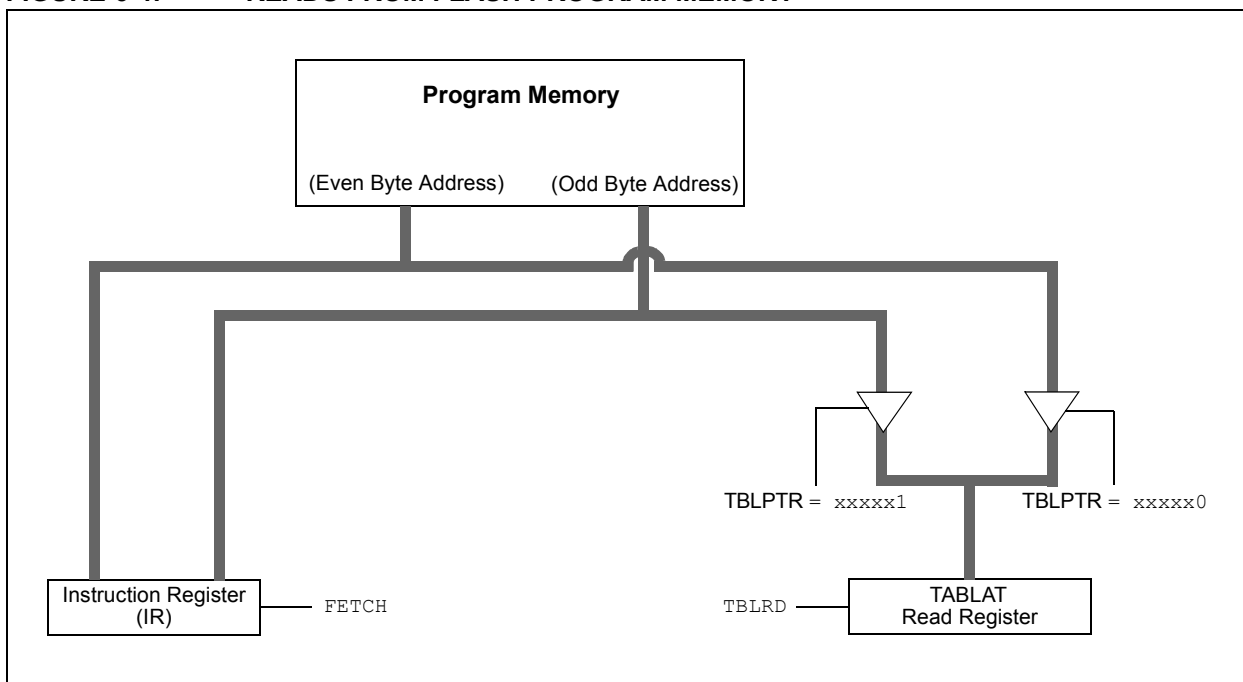 Program Memory
(Even Byte Address) (Odd Byte Address)
TBLPTR = xxxxx1 TBLPTR = xxxxx0
Instruction Register
(IR)
FETCH
TBLRD
TABLAT
Read Register